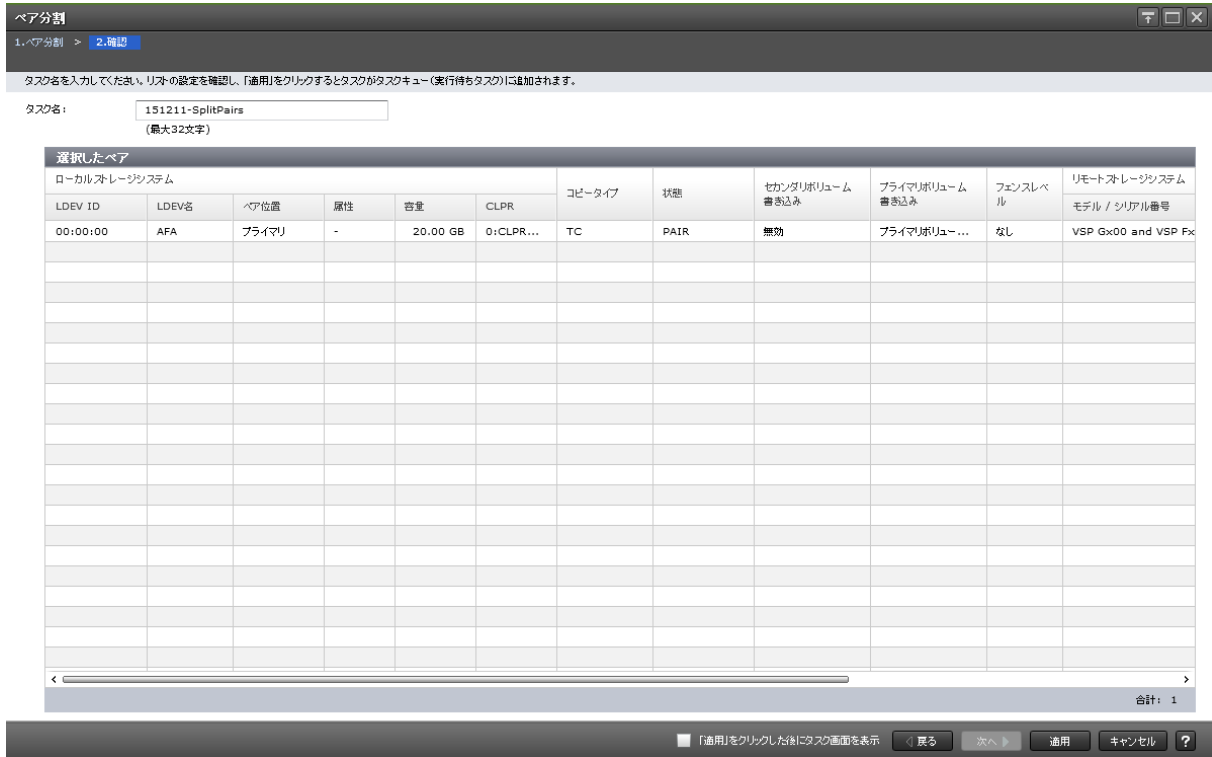 ペア分割
1.ペア分割 > 2.確認
タスク名を入力してください。リストの設定を確認し、「適用」をクリックするとタスクがタスクキュー(実行待ちタスク)に追加されます。
タスク名: 151211-SplitPairs
(最大32文字)
選択したペア
ローカルストレージシステム コピータイプ 状態 セカンダリボリューム書き込み プライマリボリューム書き込み フェンスレベル リモートストレージシステム
LDEV ID LDEV名 ペア位置 属性 容量 CLPR モデル / シリアル番号
00:00:00 AFA プライマリ - 20.00 GB 0:CLPR... TC PAIR 無効 プライマリボリュー... なし VSP Gx00 and VSP Fx
合計: 1
「適用」をクリックした後にタスク画面を表示 戻る 次へ 適用 キャンセル ?